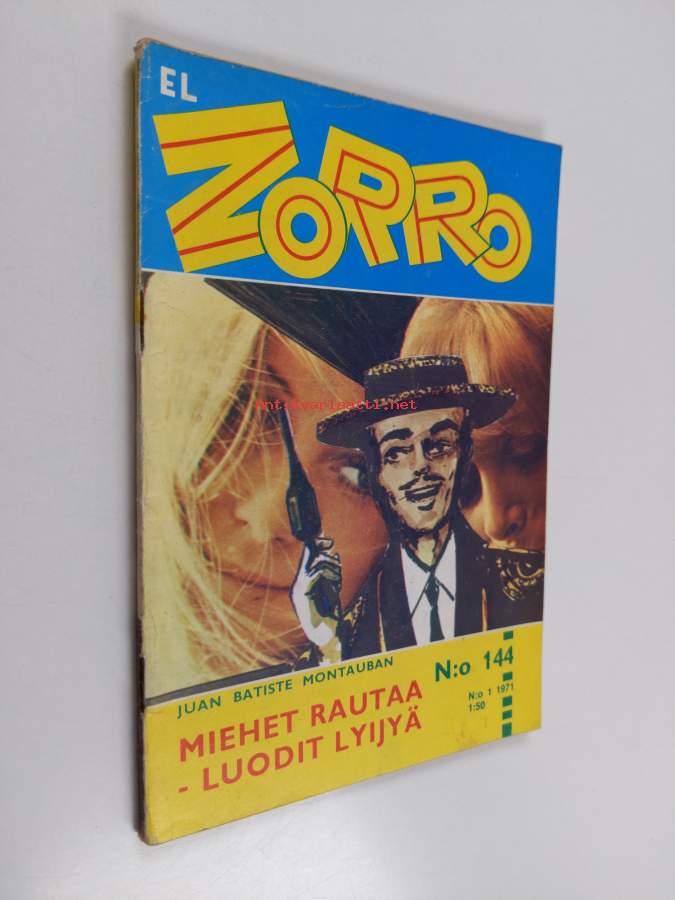 EL
ZORRO
Antikvariaatti.net
JUAN BATISTE MONTAUBAN
N:o 144
MIEHET RAUTAA
- LUODIT LYIJYÄ
N:o 1 1971
1:50